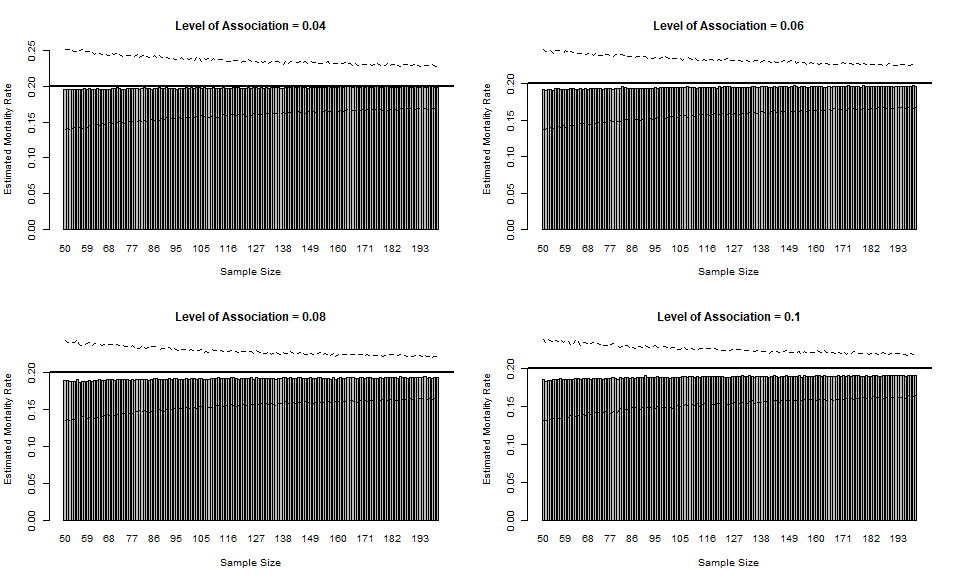 Level of Association = 0.04
Estimated Mortality Rate
0.00 0.05 0.10 0.15 0.20 0.25
50 59 68 77 86 95 105 116 127 138 149 160 171 182 193
Sample Size
Level of Association = 0.06
Estimated Mortality Rate
0.00 0.05 0.10 0.15 0.20
50 59 68 77 86 95 105 116 127 138 149 160 171 182 193
Sample Size
Level of Association = 0.08
Estimated Mortality Rate
0.00 0.05 0.10 0.15 0.20
50 59 68 77 86 95 105 116 127 138 149 160 171 182 193
Sample Size
Level of Association = 0.1
Estimated Mortality Rate
0.00 0.05 0.10 0.15 0.20
50 59 68 77 86 95 105 116 127 138 149 160 171 182 193
Sample Size